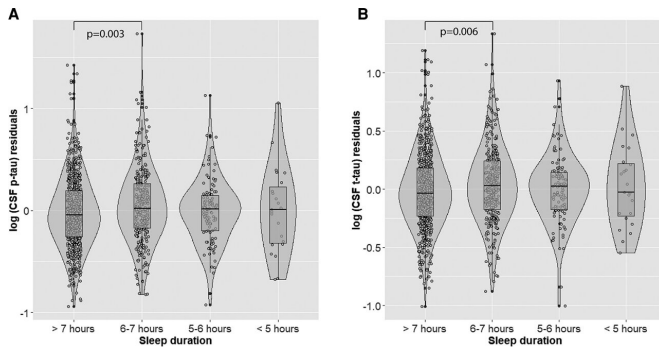 A
p=0.003
log (CSF p-tau) residuals
1
0
-1
> 7 hours 6-7 hours 5-6 hours < 5 hours
Sleep duration
B
p=0.006
log (CSF t-tau) residuals
1.0
0.5
0.0
-0.5
-1.0
> 7 hours 6-7 hours 5-6 hours < 5 hours
Sleep duration